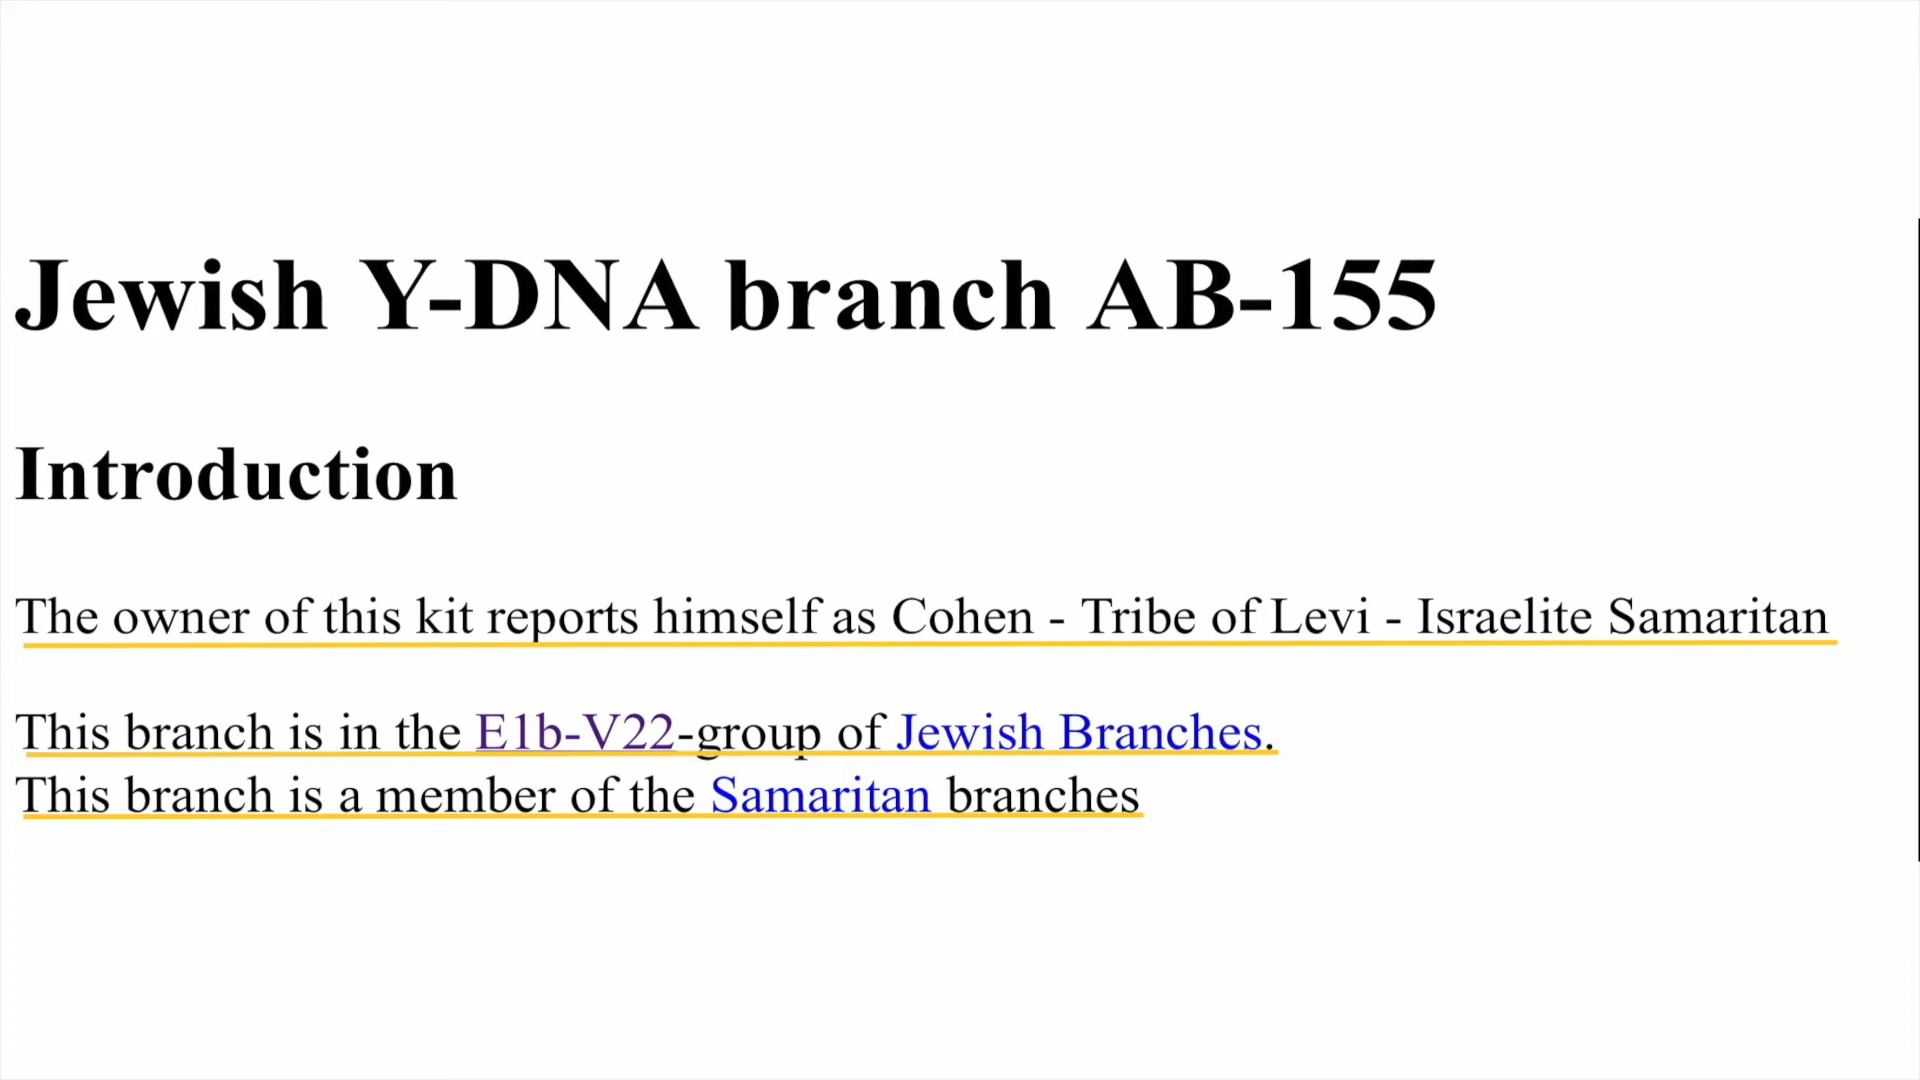 Jewish Y-DNA branch AB-155
Introduction
The owner of this kit reports himself as Cohen - Tribe of Levi - Israelite Samaritan
This branch is in the E1b-V22-group of Jewish Branches.
This branch is a member of the Samaritan branches